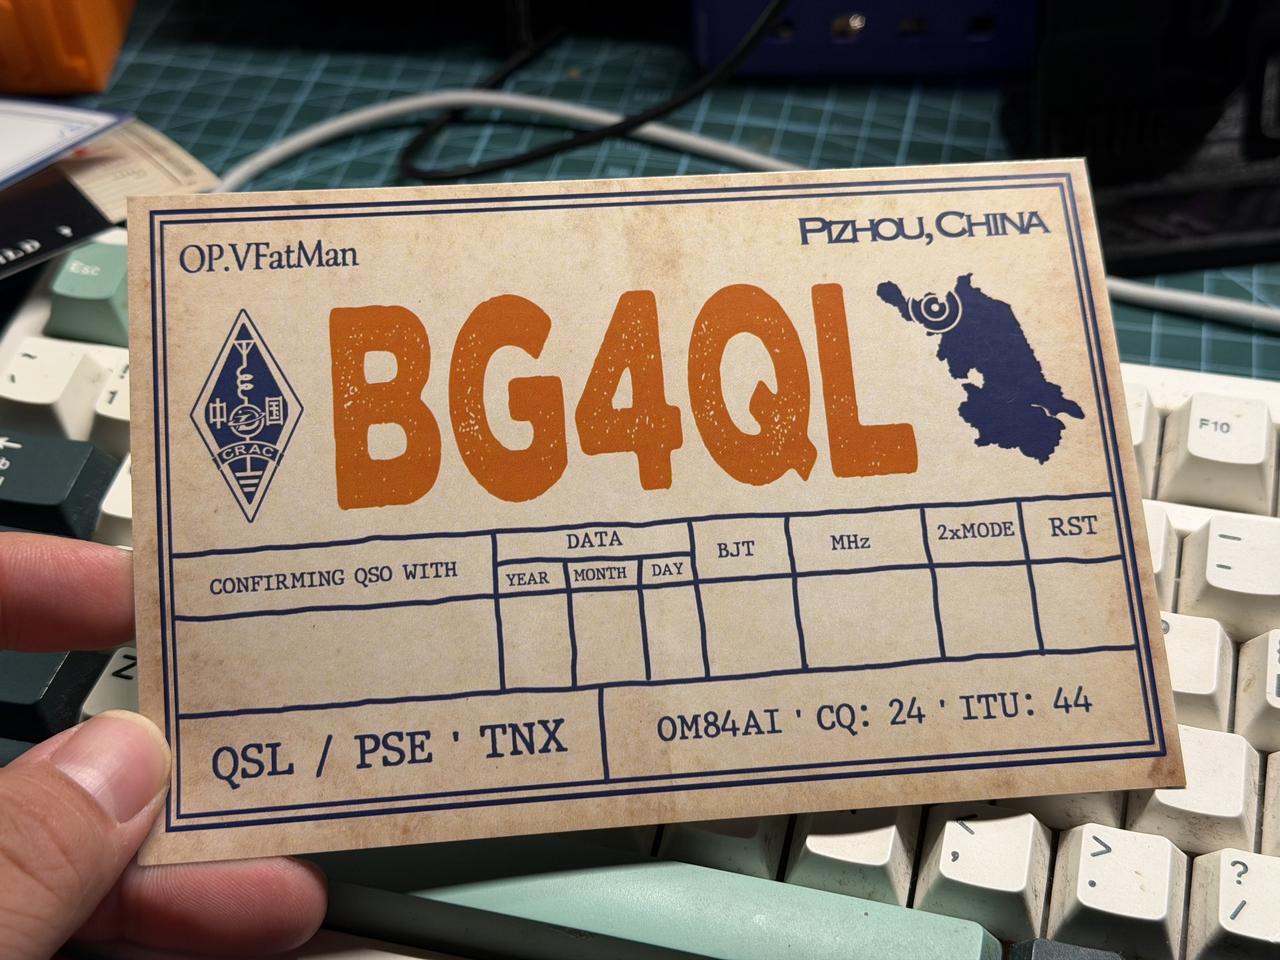 OP.VFatMan
PIZHOU, CHINA
BG4QL
中国
CRAC
CONFIRMING QSO WITH
DATA
YEAR MONTH DAY
BJT
MHz
2xMODE
RST
QSL / PSE ' TNX
OM84AI ' CQ: 24 ' ITU: 44
Esc
F10
1
Z
<
,
>
.
?
/